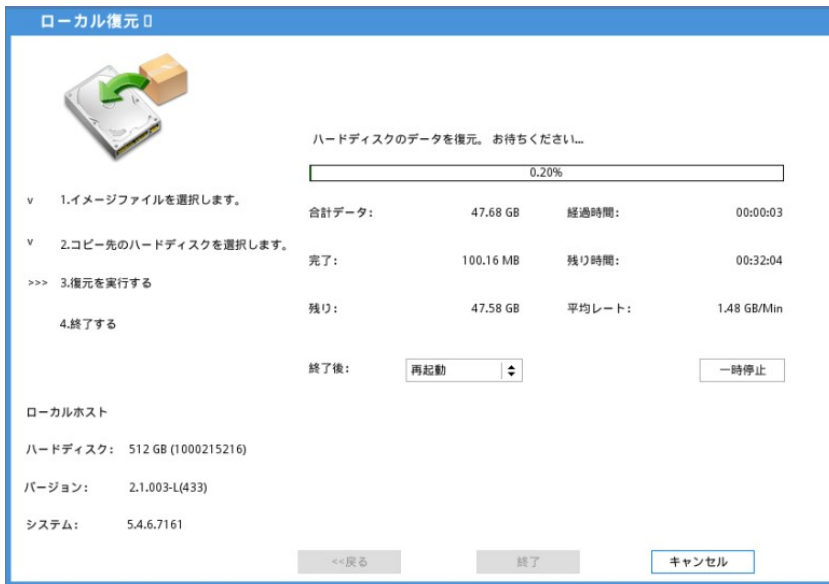 ローカル復元
ハードディスクのデータを復元。 お待ちください...
0.20%
v 1.イメージファイルを選択します。
v 2.コピー先のハードディスクを選択します。
>>> 3.復元を実行する
4.終了する
合計データ: 47.68 GB 経過時間: 00:00:03
完了: 100.16 MB 残り時間: 00:32:04
残り: 47.58 GB 平均レート: 1.48 GB/Min
終了後: 再起動 一時停止
ローカルホスト
ハードディスク: 512 GB (1000215216)
バージョン: 2.1.003-L(433)
システム: 5.4.6.7161
<<戻る 終了 キャンセル